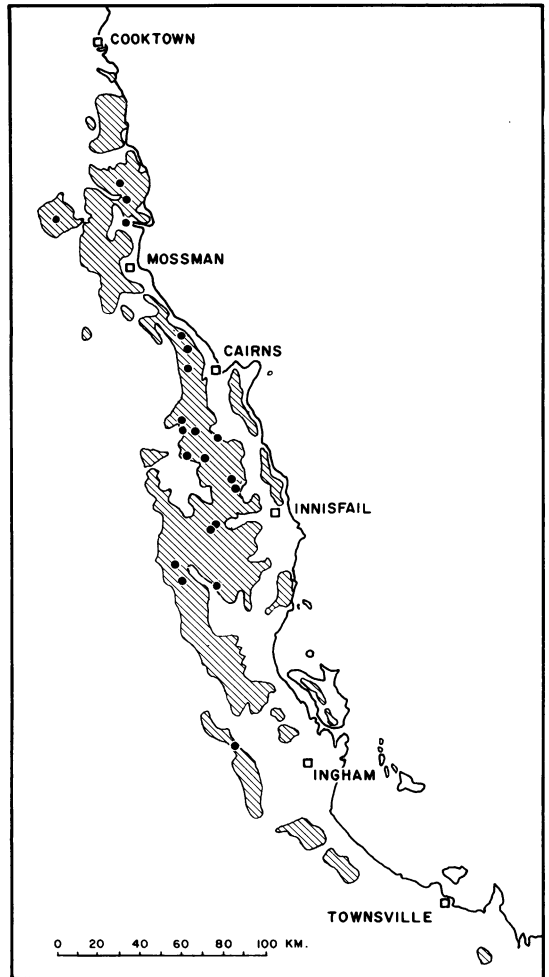 COOKTOWN
MOSSMAN
CAIRNS
INNISFAIL
INGHAM
TOWNSVILLE
0 20 40 60 80 100 KM.